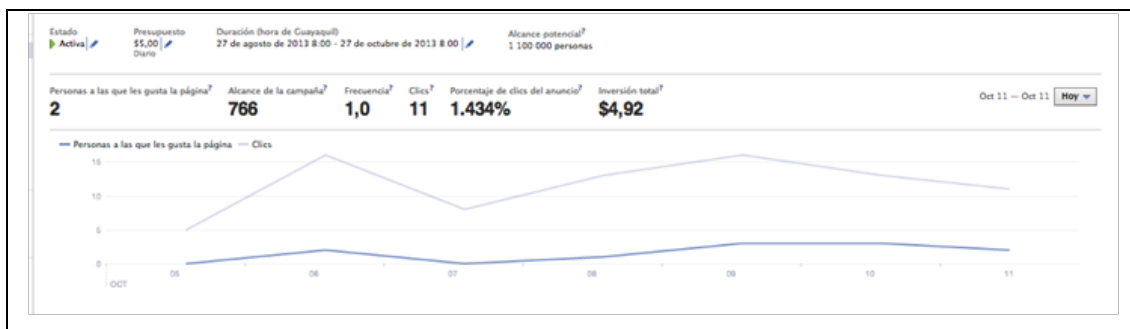 Estado Presupuesto Duración (hora de Guayaquil) Alcance potencial?
Activa $5,00 27 de agosto de 2013 8:00 - 27 de octubre de 2013 8:00 1 100 000 personas
Diario
Personas a las que les gusta la página? Alcance de la campaña? Frecuencia? Clics? Porcentaje de clics del anuncio? Inversión total?
2 766 1,0 11 1.434% $4,92 Oct 11 — Oct 11 Hoy
Personas a las que les gusta la página Clics
15
10
5
0
05 06 07 08 09 10 11
OCT